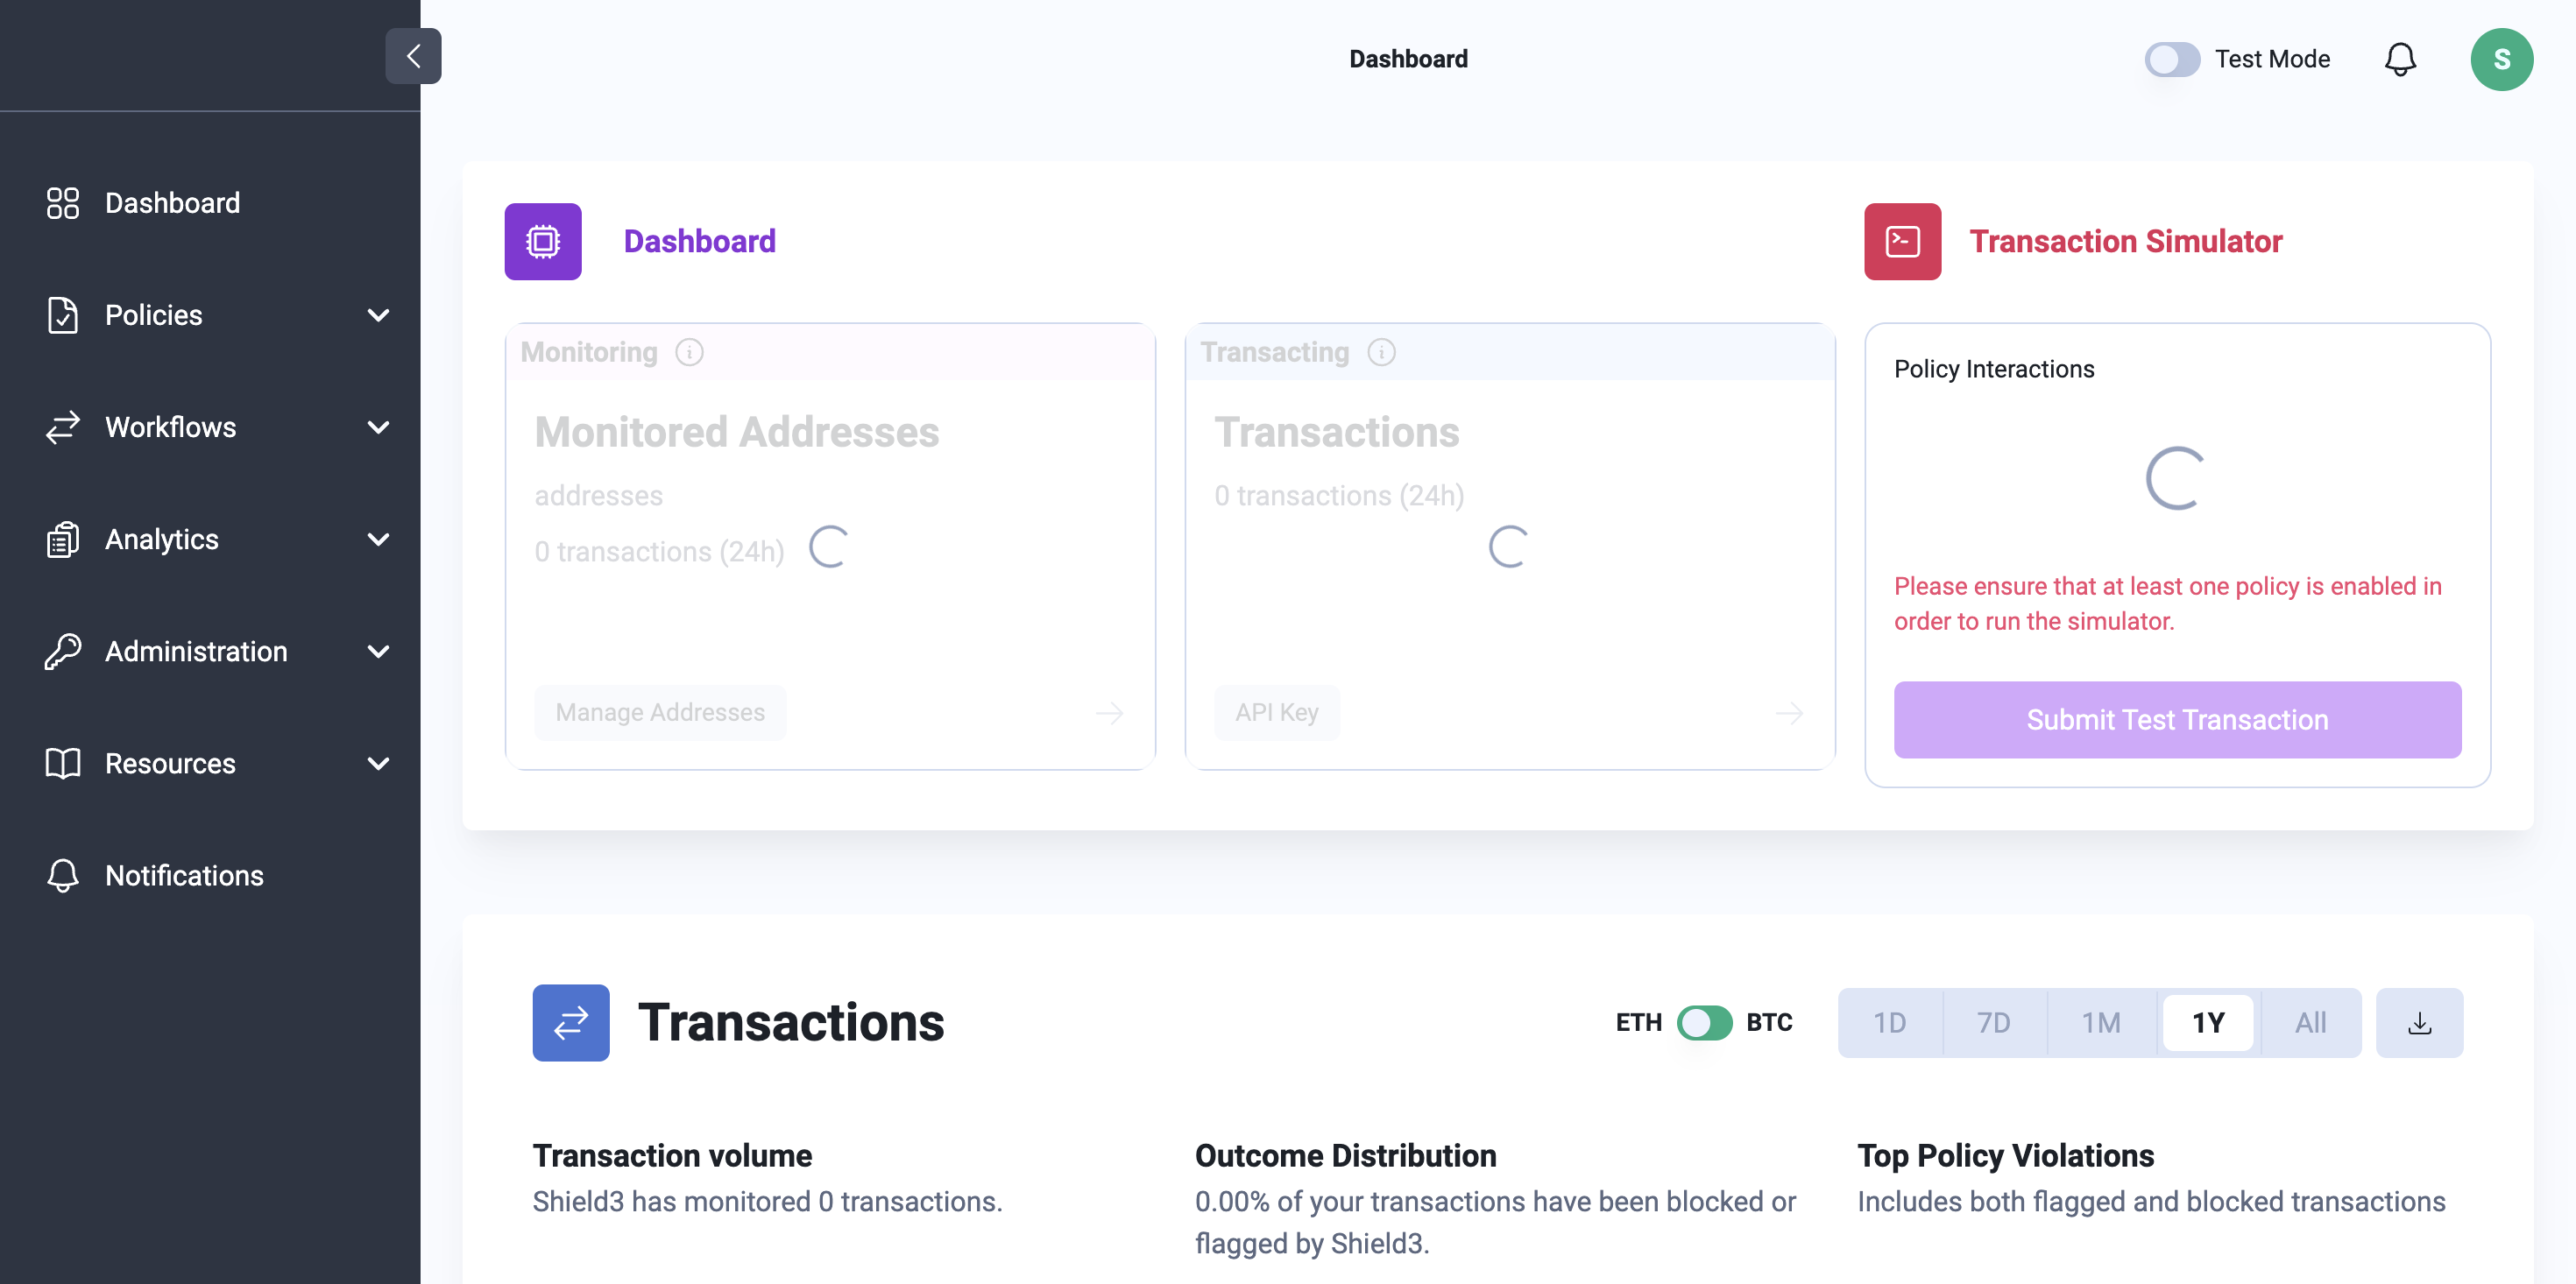 Dashboard
Test Mode
S
Dashboard
Policies
Workflows
Analytics
Administration
Resources
Notifications
Dashboard
Transaction Simulator
Monitoring
Monitored Addresses
addresses
0 transactions (24h)
Manage Addresses
Transacting
Transactions
0 transactions (24h)
API Key
Policy Interactions
Please ensure that at least one policy is enabled in
order to run the simulator.
Submit Test Transaction
Transactions
ETH BTC
1D 7D 1M 1Y All
Transaction volume
Shield3 has monitored 0 transactions.
Outcome Distribution
0.00% of your transactions have been blocked or
flagged by Shield3.
Top Policy Violations
Includes both flagged and blocked transactions